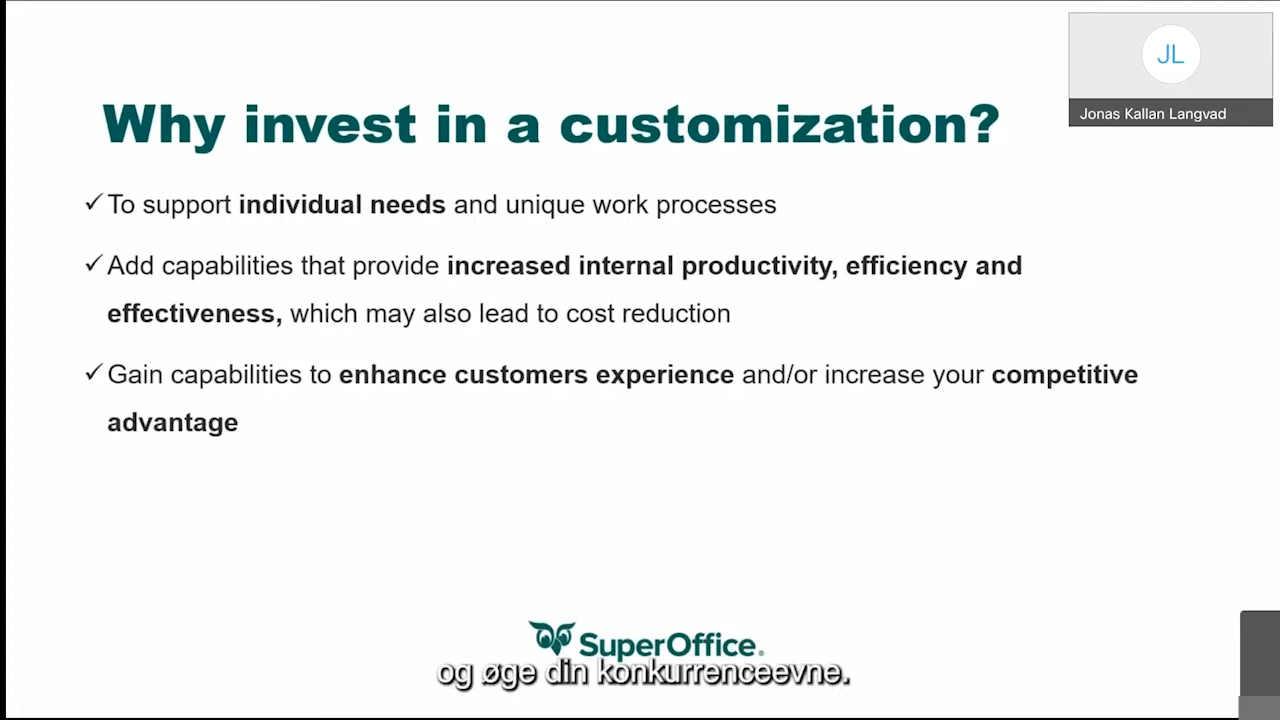 JL
Jonas Kallan Langvad
Why invest in a customization?
✓ To support individual needs and unique work processes
✓ Add capabilities that provide increased internal productivity, efficiency and
effectiveness, which may also lead to cost reduction
✓ Gain capabilities to enhance customers experience and/or increase your competitive
advantage
SuperOffice.
og øge din konkurrenceevne.